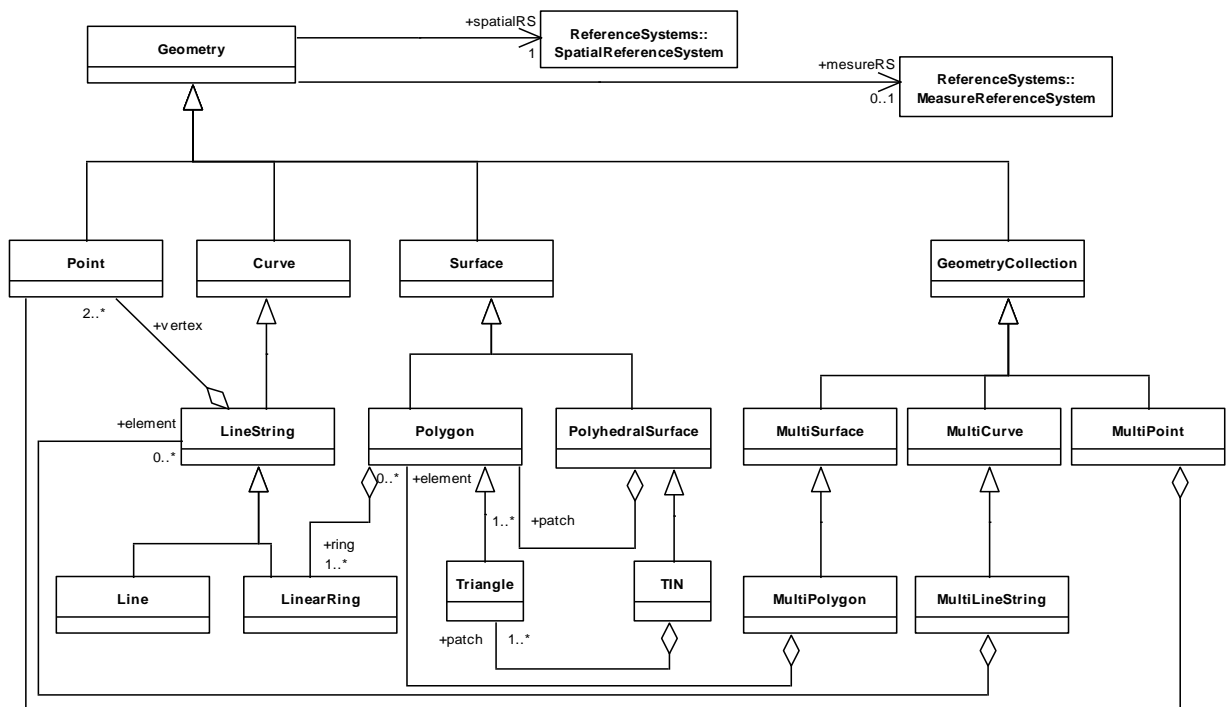 +spatialRS
ReferenceSystems::
SpatialReferenceSystem
1
Geometry
+mesureRS
ReferenceSystems::
MeasureReferenceSystem
0..1
Point
Curve
Surface
GeometryCollection
2..*
+vertex
+element
0..*
LineString
Polygon
PolyhedralSurface
MultiSurface
MultiCurve
MultiPoint
0..*
+element
1..*
+patch
+ring
1..*
Line
LinearRing
Triangle
TIN
MultiPolygon
MultiLineString
+patch
1..*